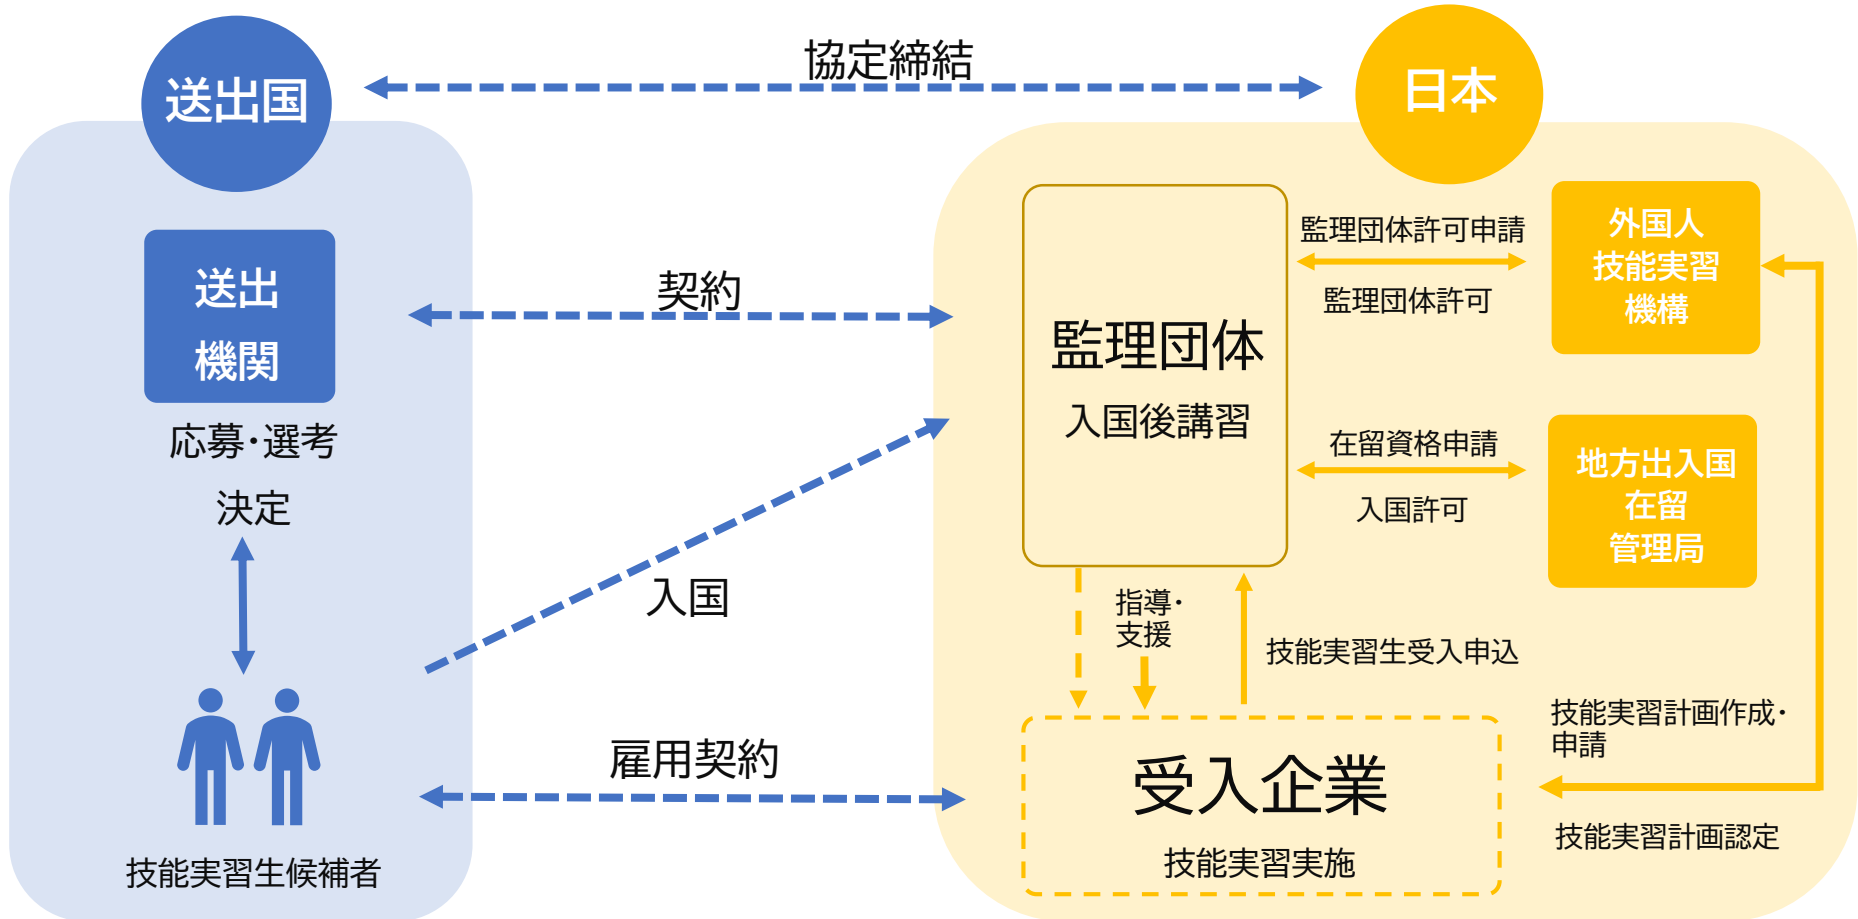 送出国
協定締結
日本
送出
機関
応募・選考
決定
技能実習生候補者
契約
入国
雇用契約
監理団体
入国後講習
監理団体許可申請
監理団体許可
外国人
技能実習
機構
在留資格申請
入国許可
地方出入国
在留
管理局
指導・
支援
技能実習生受入申込
受入企業
技能実習実施
技能実習計画作成・
申請
技能実習計画認定